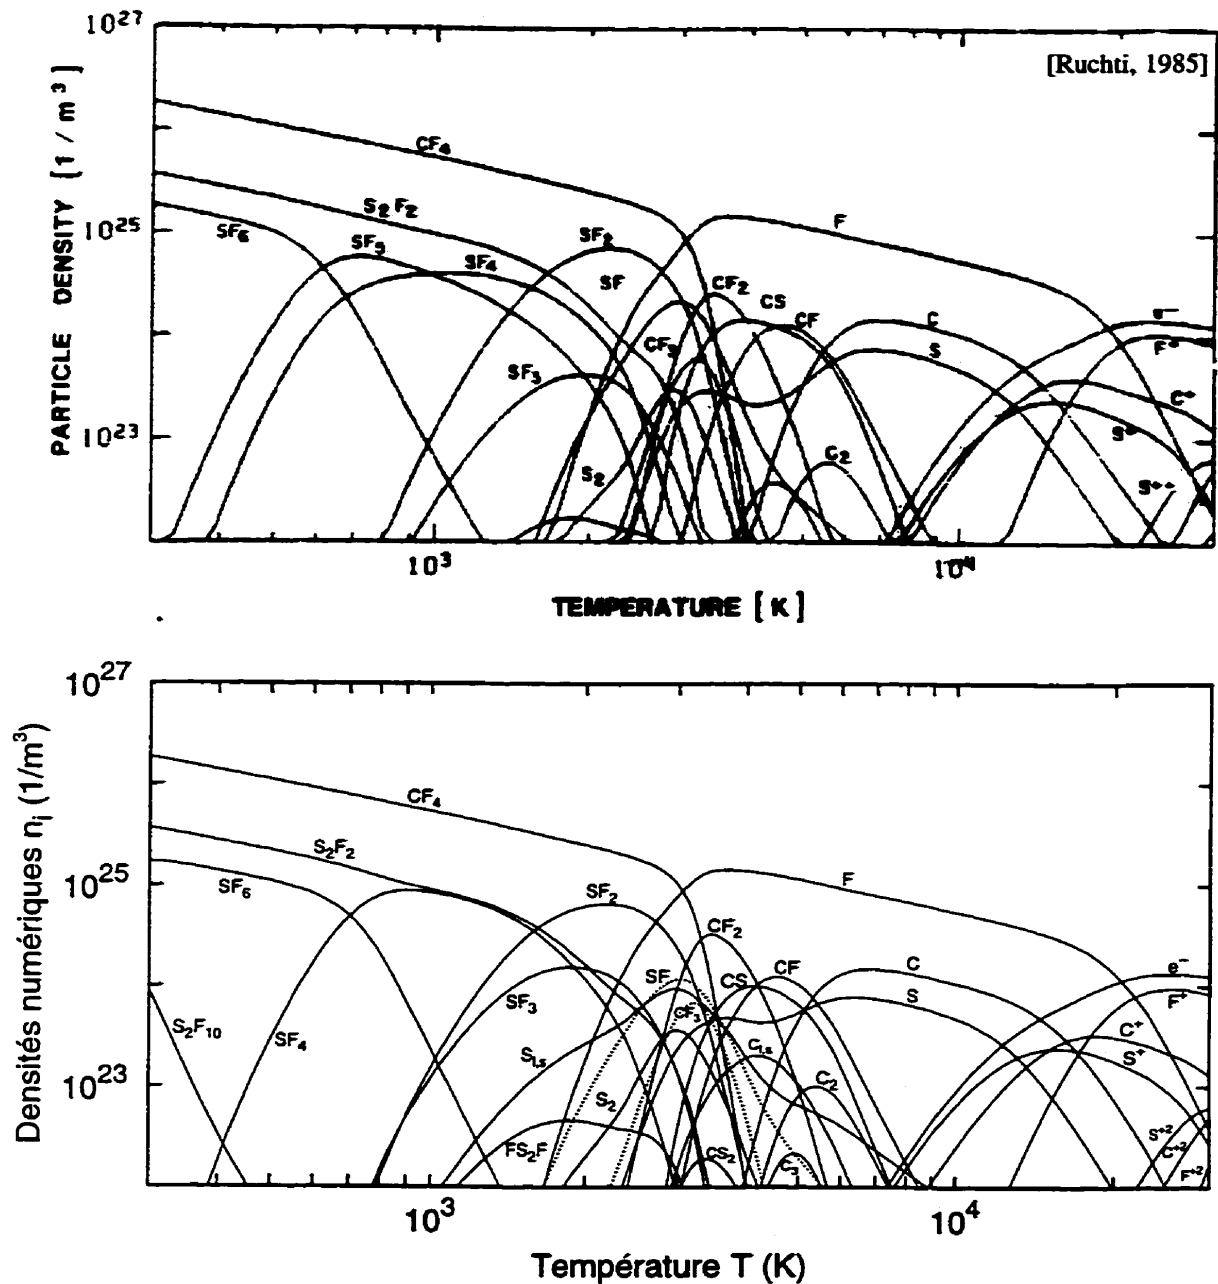 10^27
[Ruchti, 1985]
PARTICLE DENSITY [1 / m^3]
CF4
S2F2
10^25
SF6
SF5
SF4
SF2
F
SF
CF2
CS
CF
C
S
e-
F+
CF3
SF3
C+
10^23
S2
C2
S+
S++
10^3
10^4
TEMPERATURE [K]
10^27
Densités numériques n_i (1/m^3)
CF4
S2F2
10^25
SF6
SF2
F
CF2
SF
CS
CF
C
S
e-
F+
SF3
CF3
S2F10
SF4
S1,s
C1,s
C+
S+
10^23
S2
C2
FS2F
CS2
C3
S+2
C+2
F+2
10^3
10^4
Température T (K)